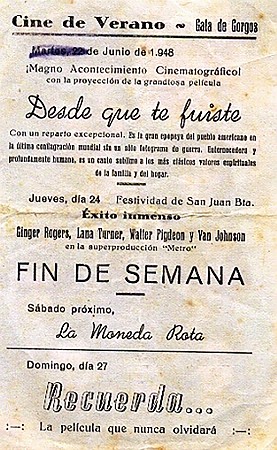 Cine de Verano ~ Gata de Gorgos
Martes, 22 de Junio de 1.948
¡Magno Acontecimiento Cinematográfico!
con la proyección de la grandiosa película
Desde que te fuiste
Con un reparto excepcional. Es la gran epopeya del pueblo americano en
la última conflagración mundial sin un sólo fotograma de guerra. Enternecedora y
profundamente humana, es un canto sublime a los más clásicos valores espirituales
de la familia y del hogar.
Jueves, día 24 Festividad de San Juan Bta.
Éxito inmenso
Ginger Rogers, Lana Turner, Walter Pigdeon y Van Johnson
en la superproducción "Metro"
FIN DE SEMANA
Sábado próximo,
La Moneda Rota
Domingo, día 27
Recuerda...
:—: La película que nunca olvidará :—: